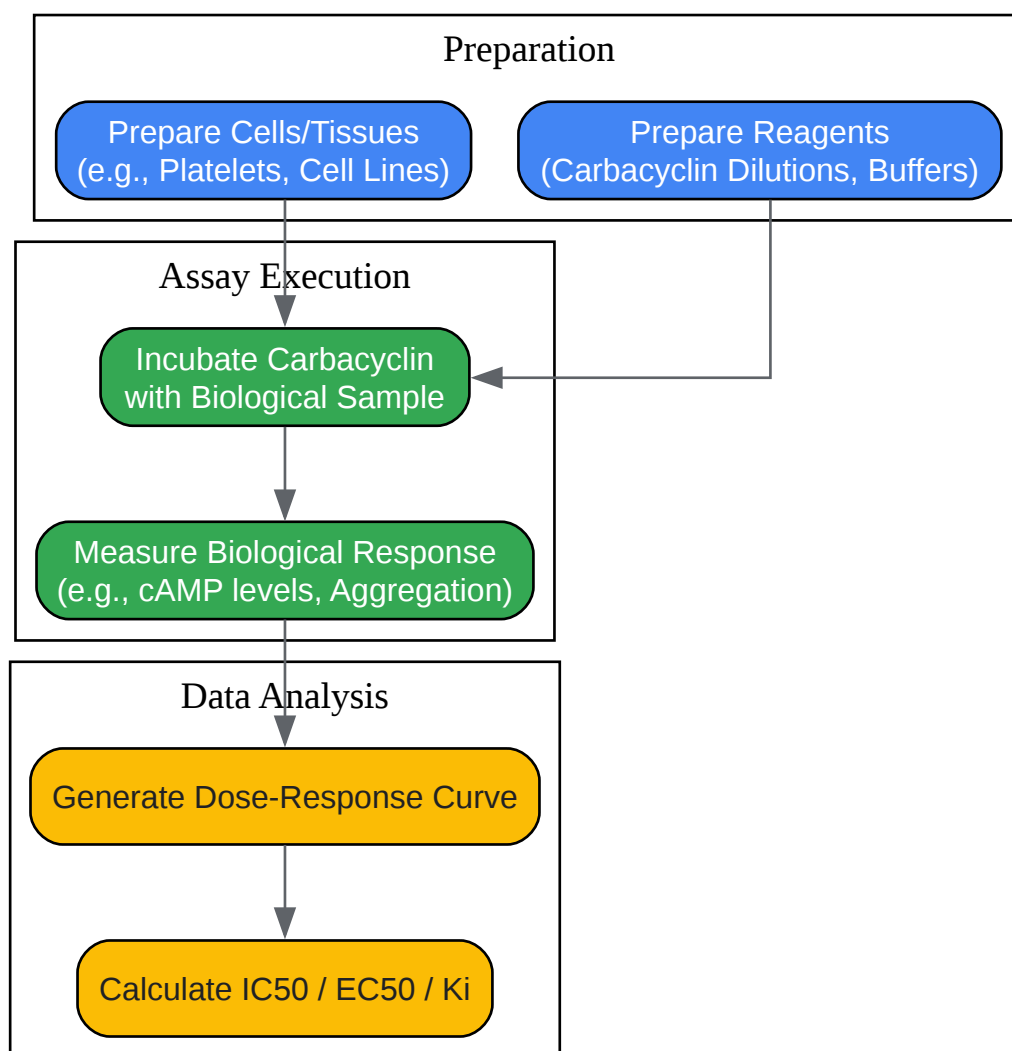 Preparation
Prepare Cells/Tissues
(e.g., Platelets, Cell Lines)
Prepare Reagents
(Carbacyclin Dilutions, Buffers)
Assay Execution
Incubate Carbacyclin
with Biological Sample
Measure Biological Response
(e.g., cAMP levels, Aggregation)
Data Analysis
Generate Dose-Response Curve
Calculate IC50 / EC50 / Ki